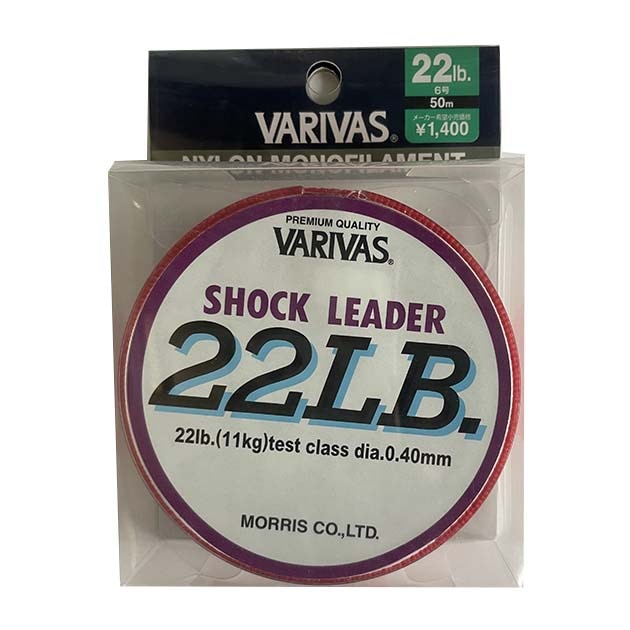 22lb.
6号
50m
メーカー希望小売価格
¥1,400
VARIVAS®
NYLON MONOFILAMENT
PREMIUM QUALITY
VARIVAS®
SHOCK LEADER
22LB.
22lb.(11kg)test class dia.0.40mm
MORRIS CO.,LTD.